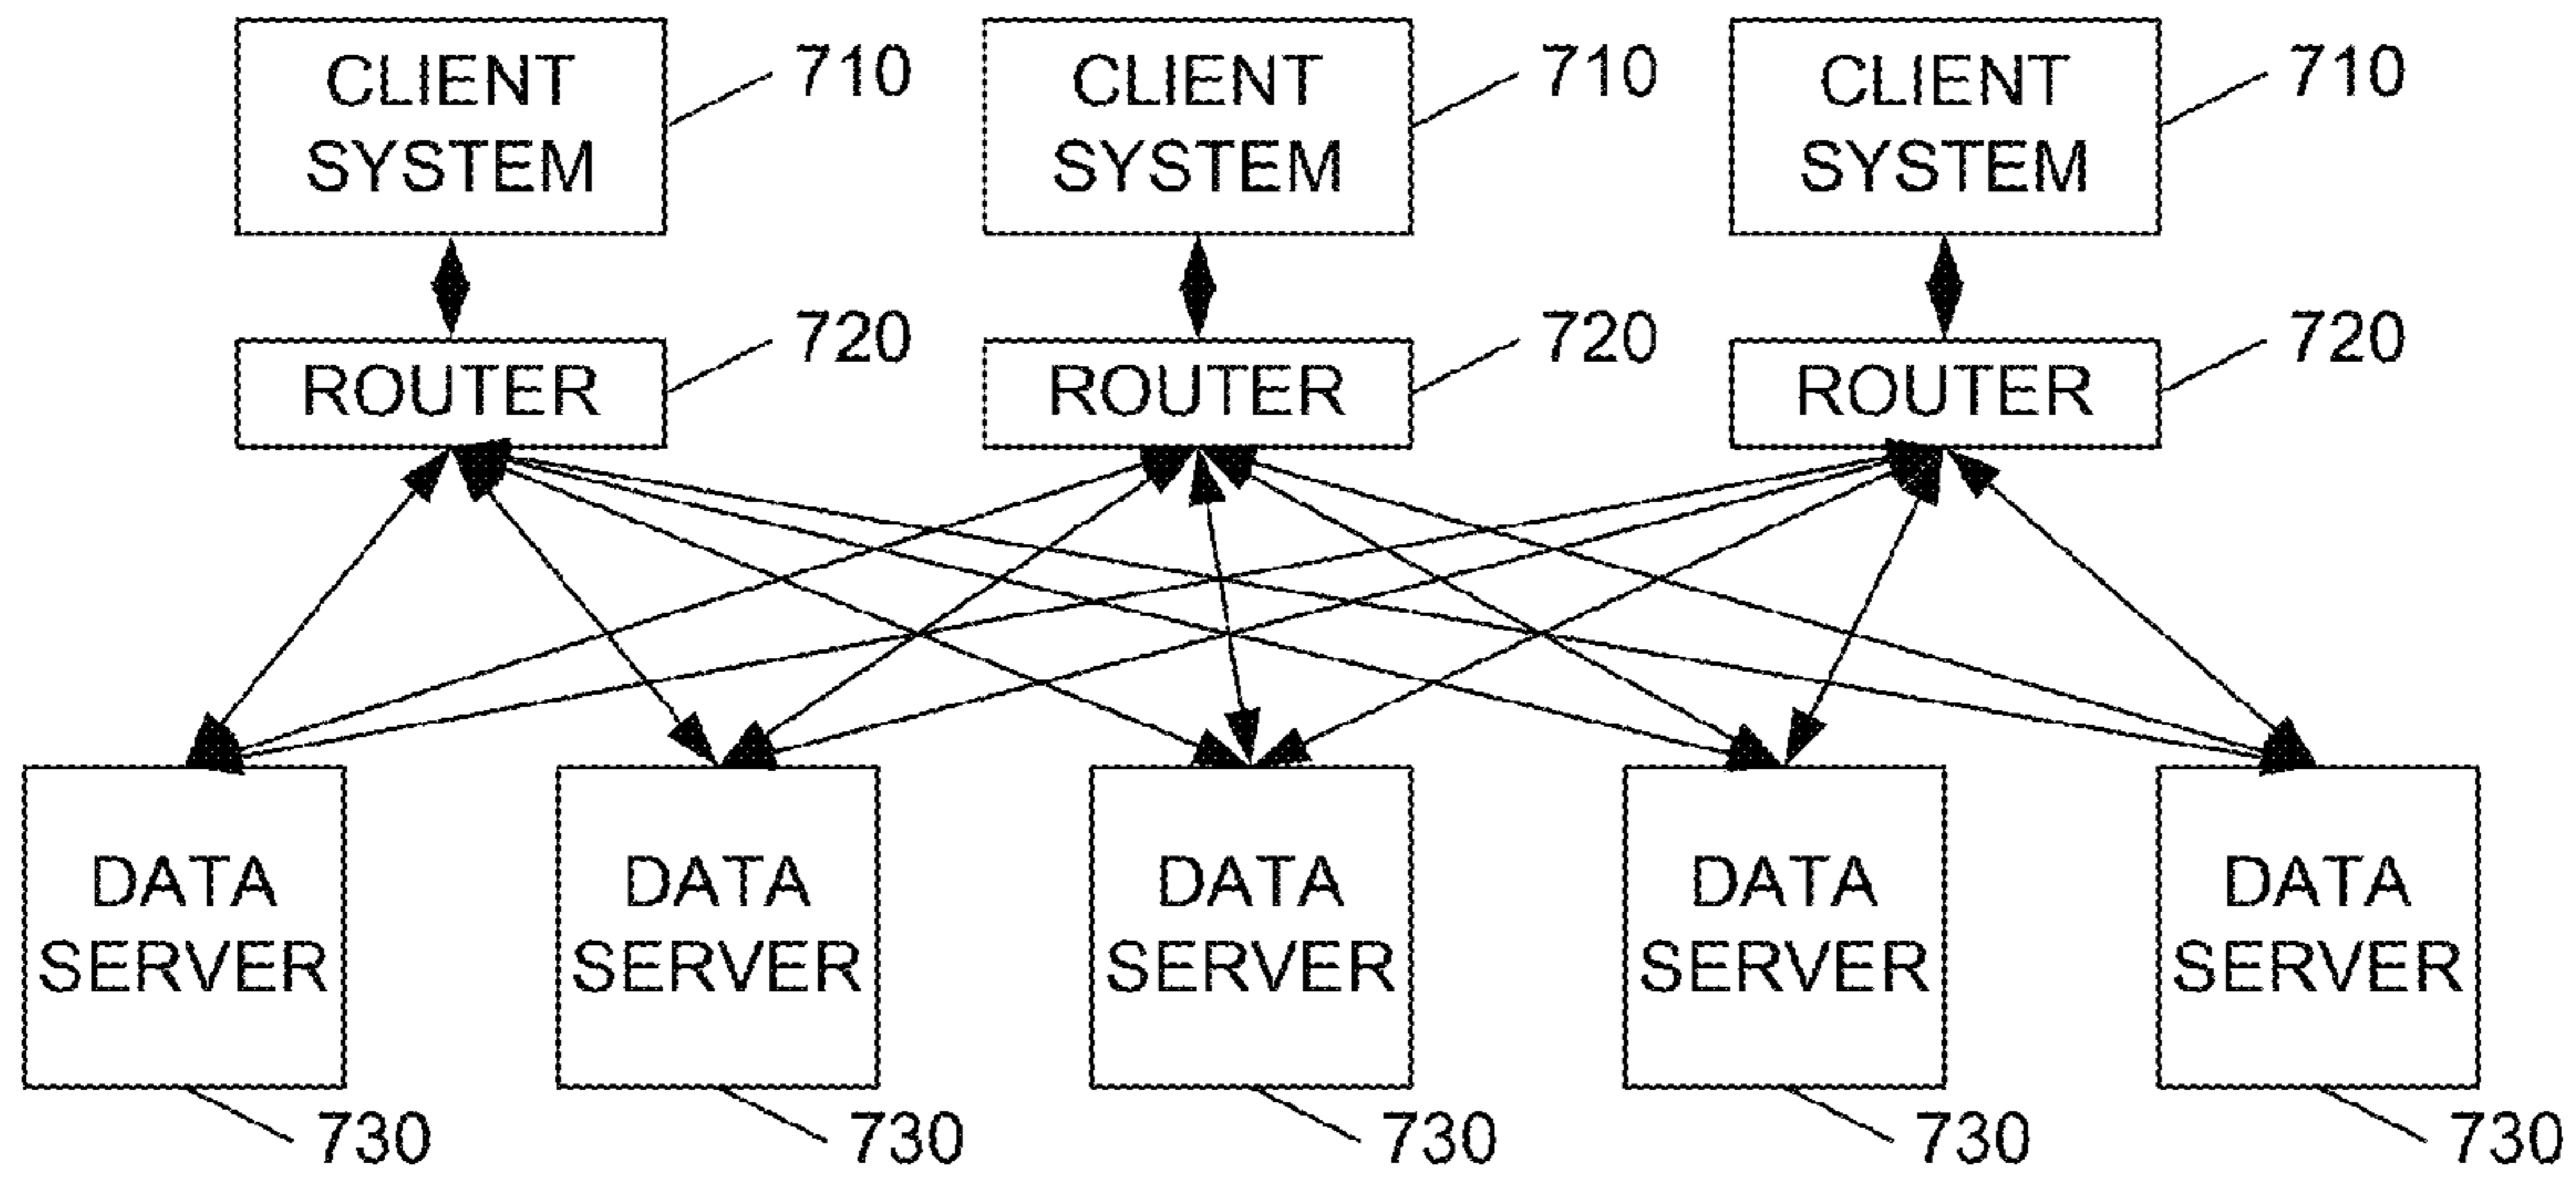 CLIENT
SYSTEM
710
CLIENT
SYSTEM
710
CLIENT
SYSTEM
710
ROUTER
720
ROUTER
720
ROUTER
720
DATA
SERVER
730
DATA
SERVER
730
DATA
SERVER
730
DATA
SERVER
730
DATA
SERVER
730